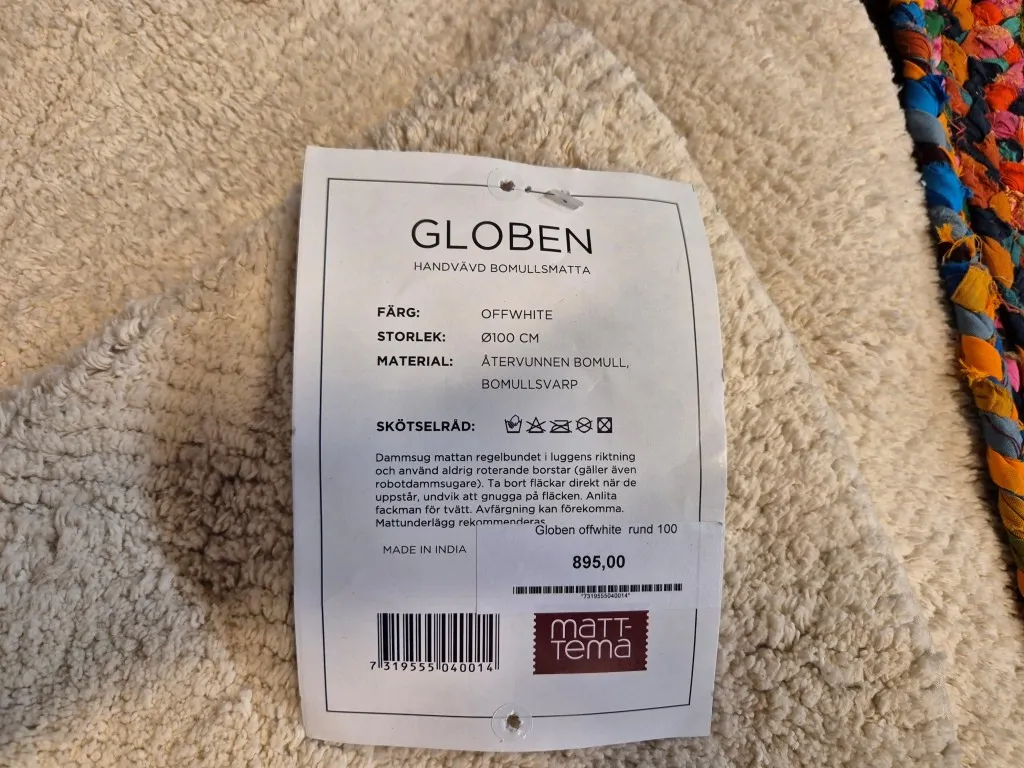 GLOBEN
HANDVÄVD BOMULLSMATTA
FÄRG: OFFWHITE
STORLEK: Ø100 CM
MATERIAL: ÅTERVUNNEN BOMULL,
BOMULLSVARP
SKÖTSELRÅD:
Dammsug mattan regelbundet i luggens riktning
och använd aldrig roterande borstar (gäller även
robotdammsugare). Ta bort fläckar direkt när de
uppstår, undvik att gnugga på fläcken. Anlita
fackman för tvätt. Avfärgning kan förekomma.
Mattunderlägg rekommenderas
Globen offwhite rund 100
MADE IN INDIA
895,00
*7319555040014*
7 319555 040014
matt-
tema